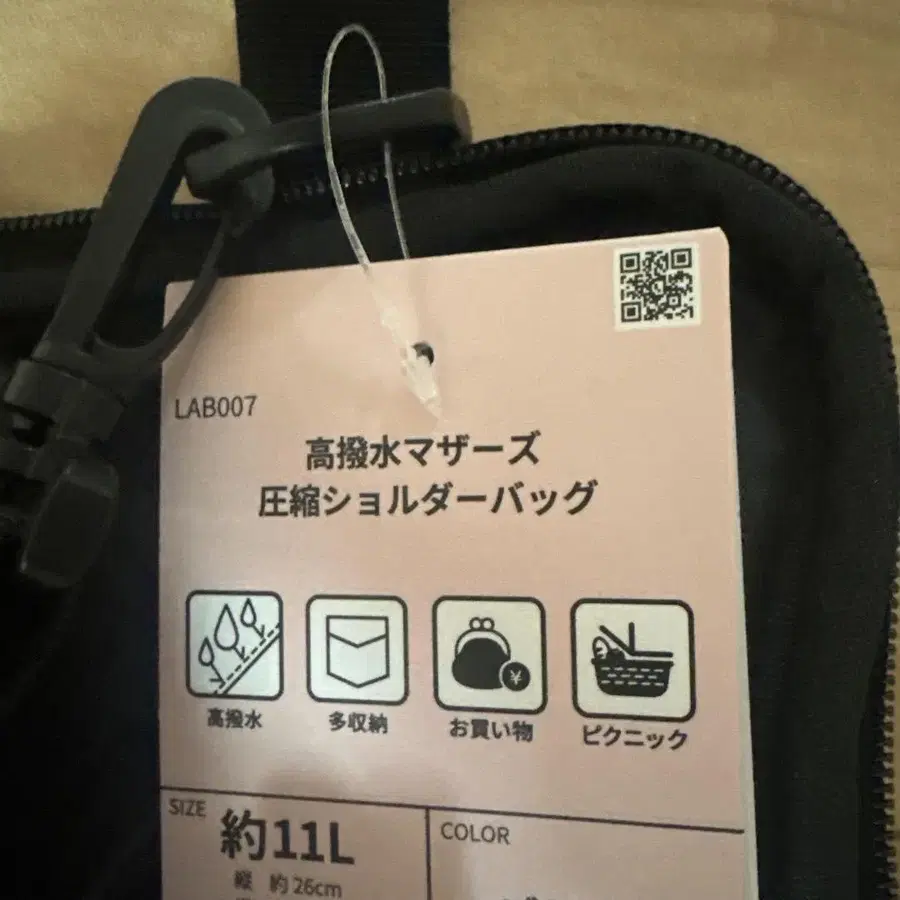 LAB007
高撥水マザーズ
圧縮ショルダーバッグ
¥
高撥水
多収納
お買い物
ピクニック
SIZE
約11L
縦 約26cm
COLOR